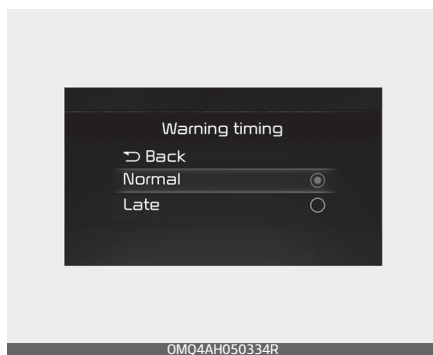 Warning timing
Back
Normal
Late
OMQ4AH050334R